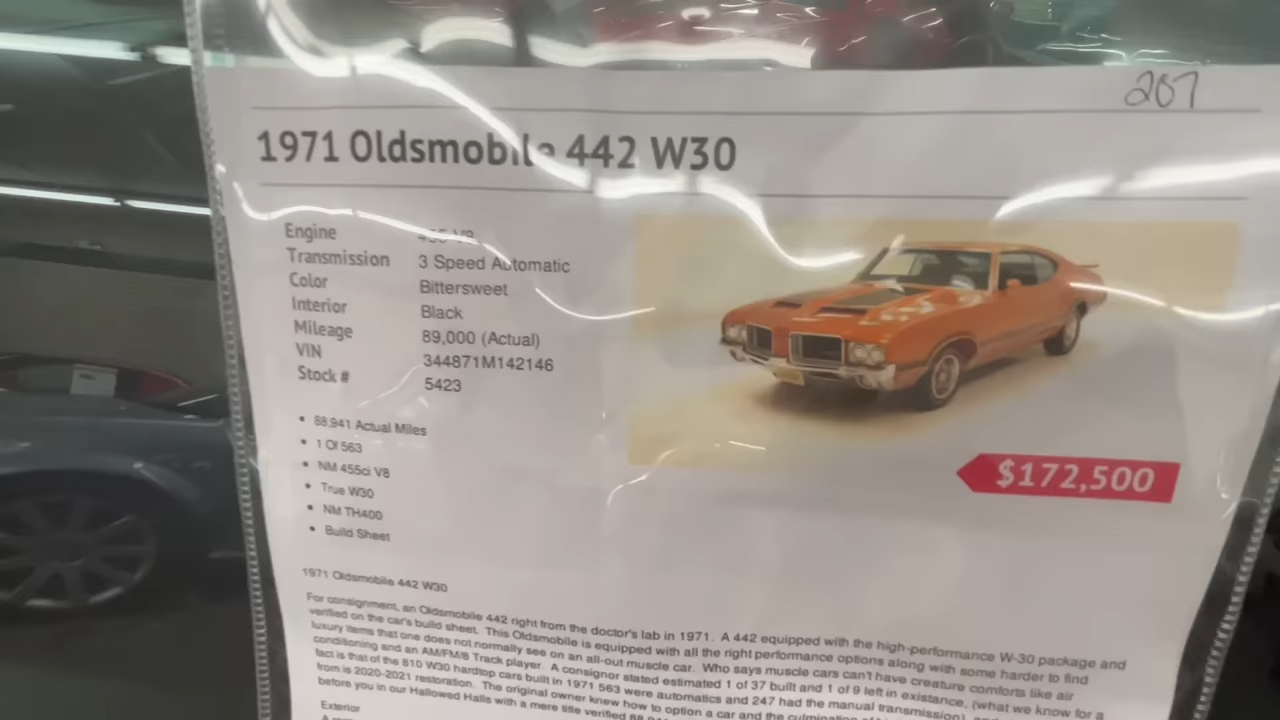 207
1971 Oldsmobile 442 W30
Engine 455 V8
Transmission 3 Speed Automatic
Color Bittersweet
Interior Black
Mileage 89,000 (Actual)
VIN 344871M142146
Stock # 5423
• 88,941 Actual Miles
• 1 Of 563
• NM 455ci V8
• True W30
• NM TH400
• Build Sheet
$172,500
1971 Oldsmobile 442 W30
For consignment, an Oldsmobile 442 right from the doctor's lab in 1971. A 442 equipped with the high-performance W-30 package and
verified on the car's build sheet. This Oldsmobile is equipped with all the right performance options along with some harder to find
luxury items that one does not normally see on an all-out muscle car. Who says muscle cars can't have creature comforts like air
conditioning and an AM/FM/8 Track player. A consignor stated estimated 1 of 37 built and 1 of 9 left in existance, (what we know for a
fact is that of the 810 W30 hardtop cars built in 1971 563 were automatics and 247 had the manual transmission)
from is 2020-2021 restoration. The original owner knew how to option a car and the
before you in our Hallowed Halls with a mere title verified
Exterior